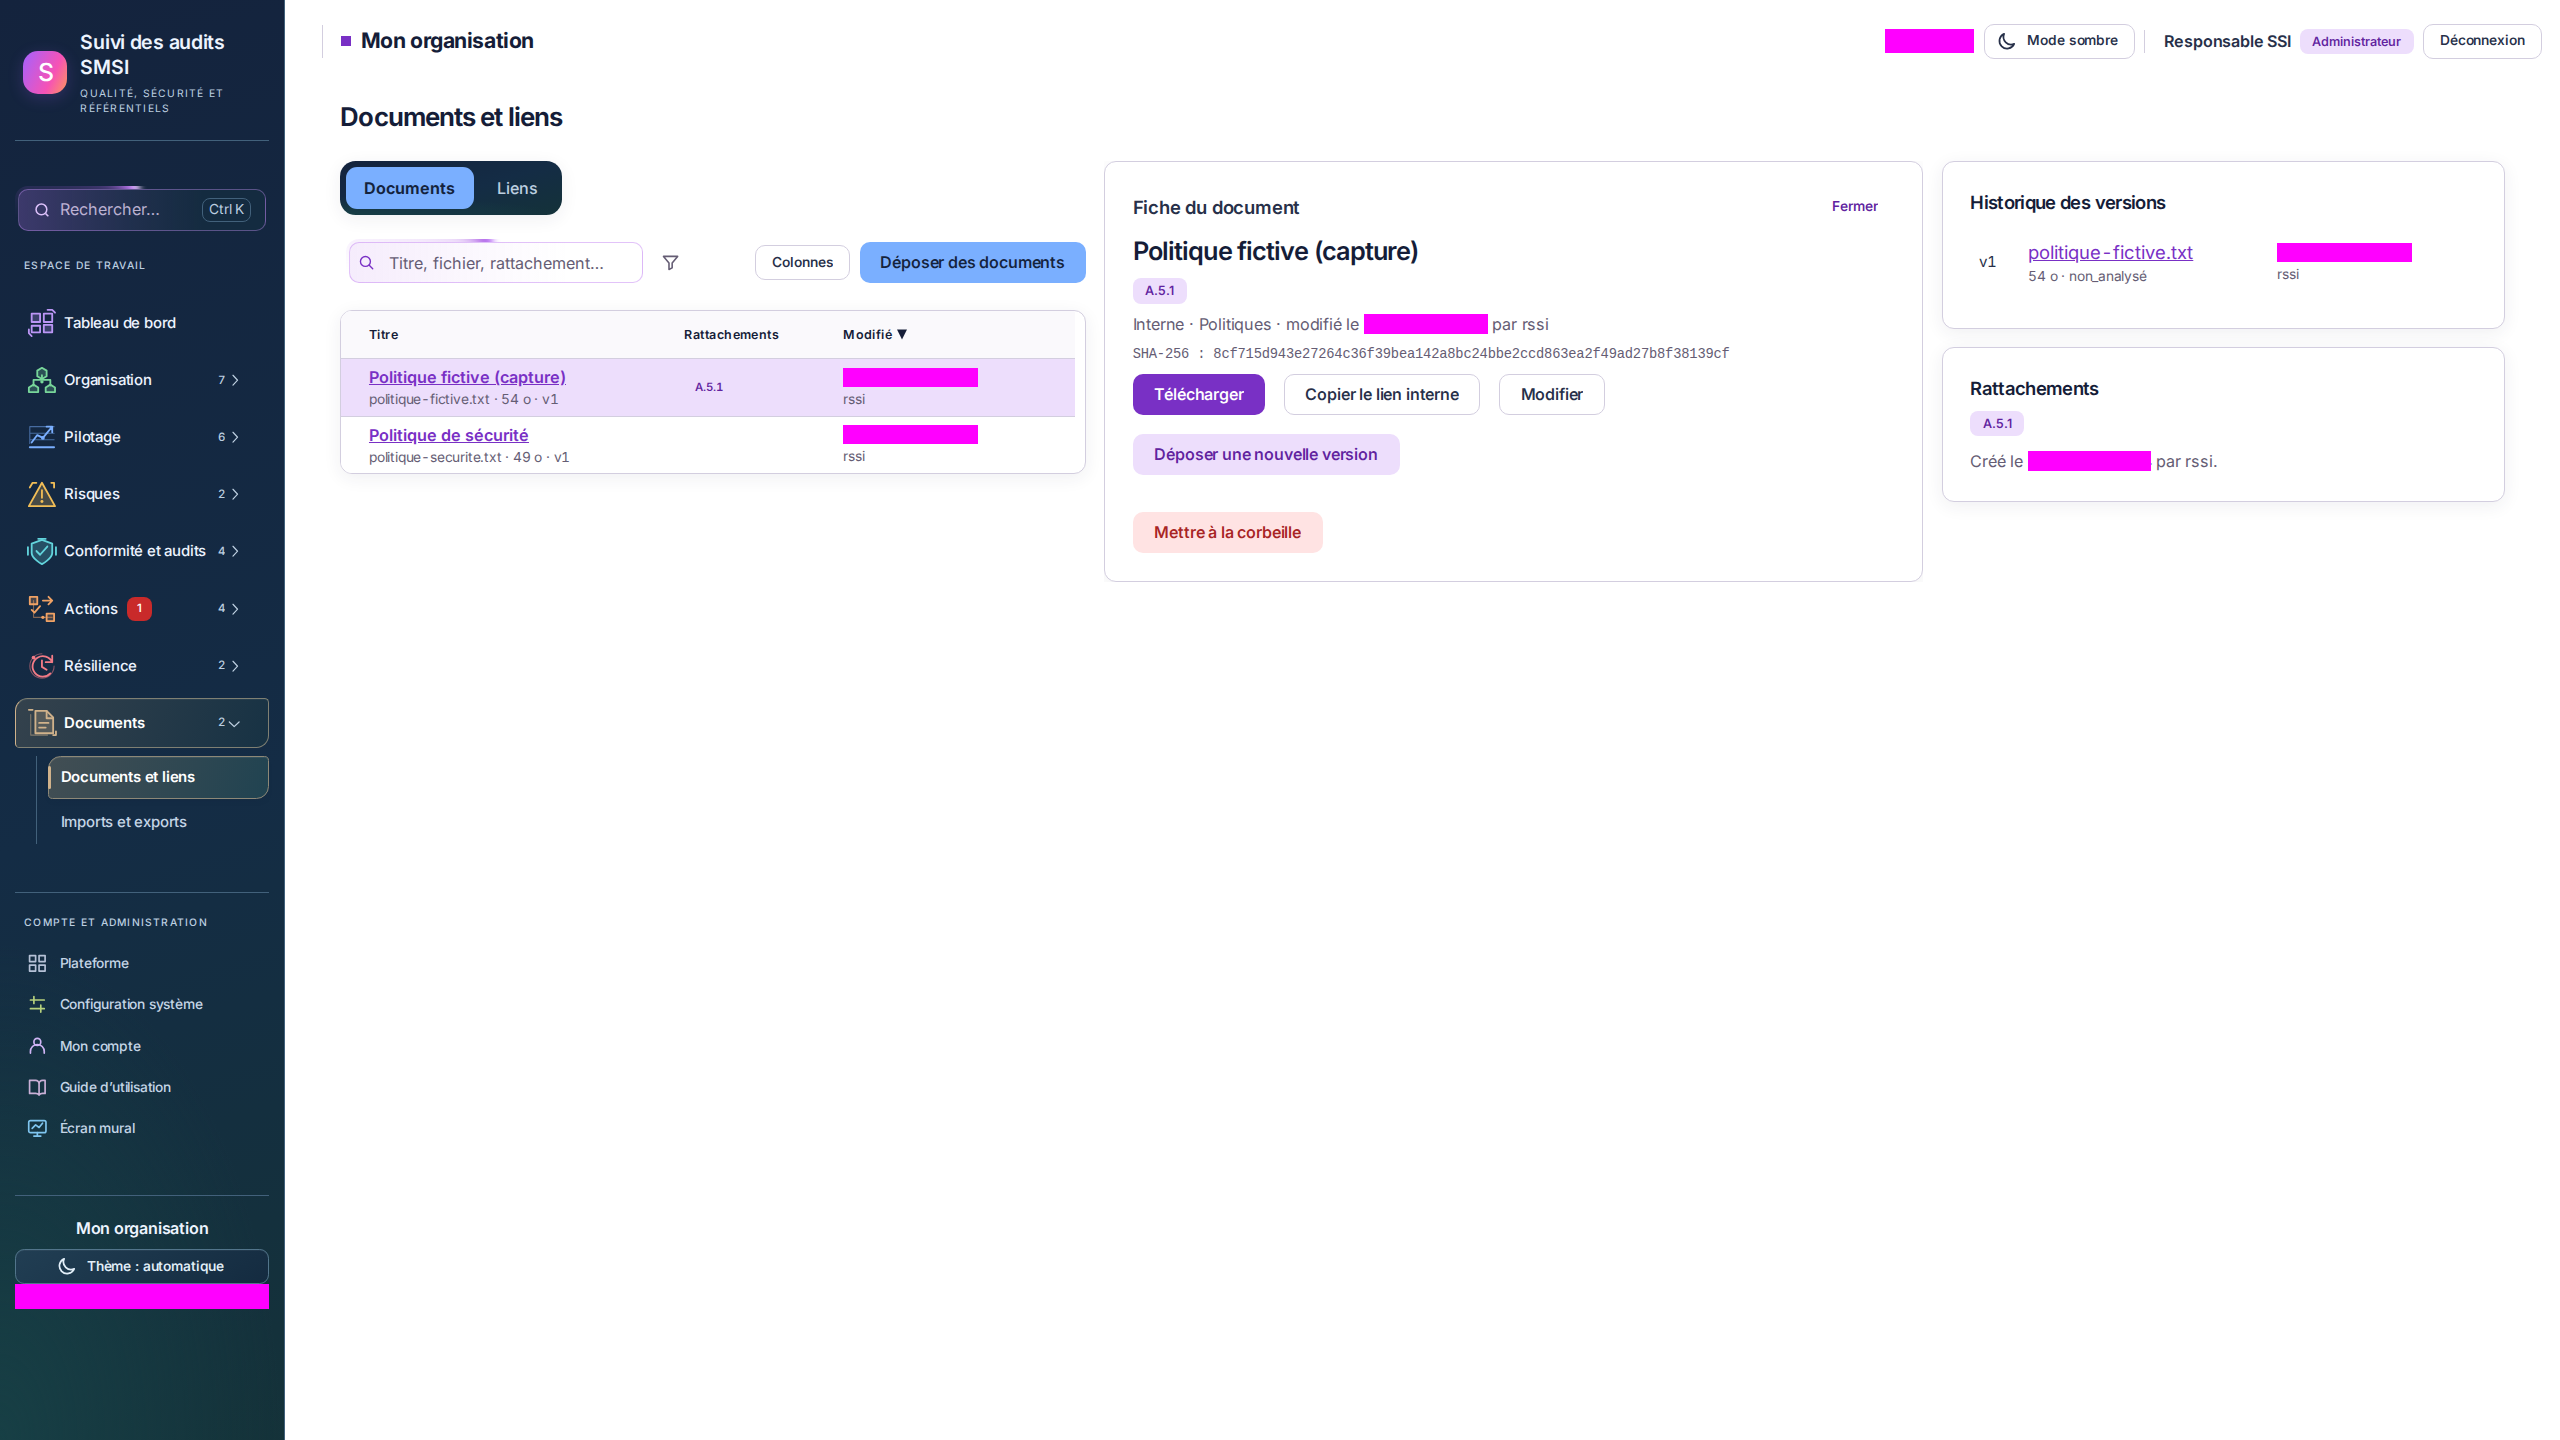 Suivi des audits
SMSI
QUALITÉ, SÉCURITÉ ET
RÉFÉRENTIELS
S
Rechercher...
Ctrl K
ESPACE DE TRAVAIL
Tableau de bord
Organisation 7
Pilotage 6
Risques 2
Conformité et audits 4
Actions 1 4
Résilience 2
Documents 2
Documents et liens
Imports et exports
COMPTE ET ADMINISTRATION
Plateforme
Configuration système
Mon compte
Guide d'utilisation
Écran mural
Mon organisation
Thème : automatique
Mon organisation
Mode sombre
Responsable SSI
Administrateur
Déconnexion
Documents et liens
Documents
Liens
Titre, fichier, rattachement...
Colonnes
Déposer des documents
Titre Rattachements Modifié ▼
Politique fictive (capture)
politique-fictive.txt · 54 o · v1
A.5.1
rssi
Politique de sécurité
politique-securite.txt · 49 o · v1
rssi
Fiche du document
Fermer
Politique fictive (capture)
A.5.1
Interne · Politiques · modifié le par rssi
SHA-256 : 8cf715d943e27264c36f39bea142a8bc24bbe2ccd863ea2f49ad27b8f38139cf
Télécharger
Copier le lien interne
Modifier
Déposer une nouvelle version
Mettre à la corbeille
Historique des versions
v1
politique-fictive.txt
54 o · non_analysé
rssi
Rattachements
A.5.1
Créé le par rssi.